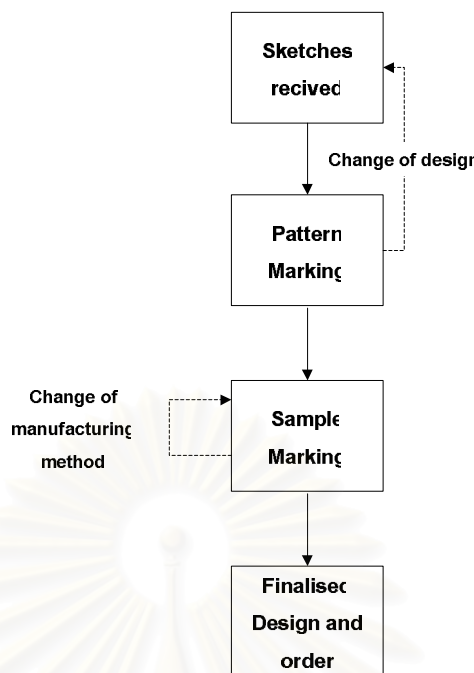 Sketches
recived
Change of design
Pattern
Marking
Change of
manufacturing
method
Sample
Marking
Finalised
Design and
order